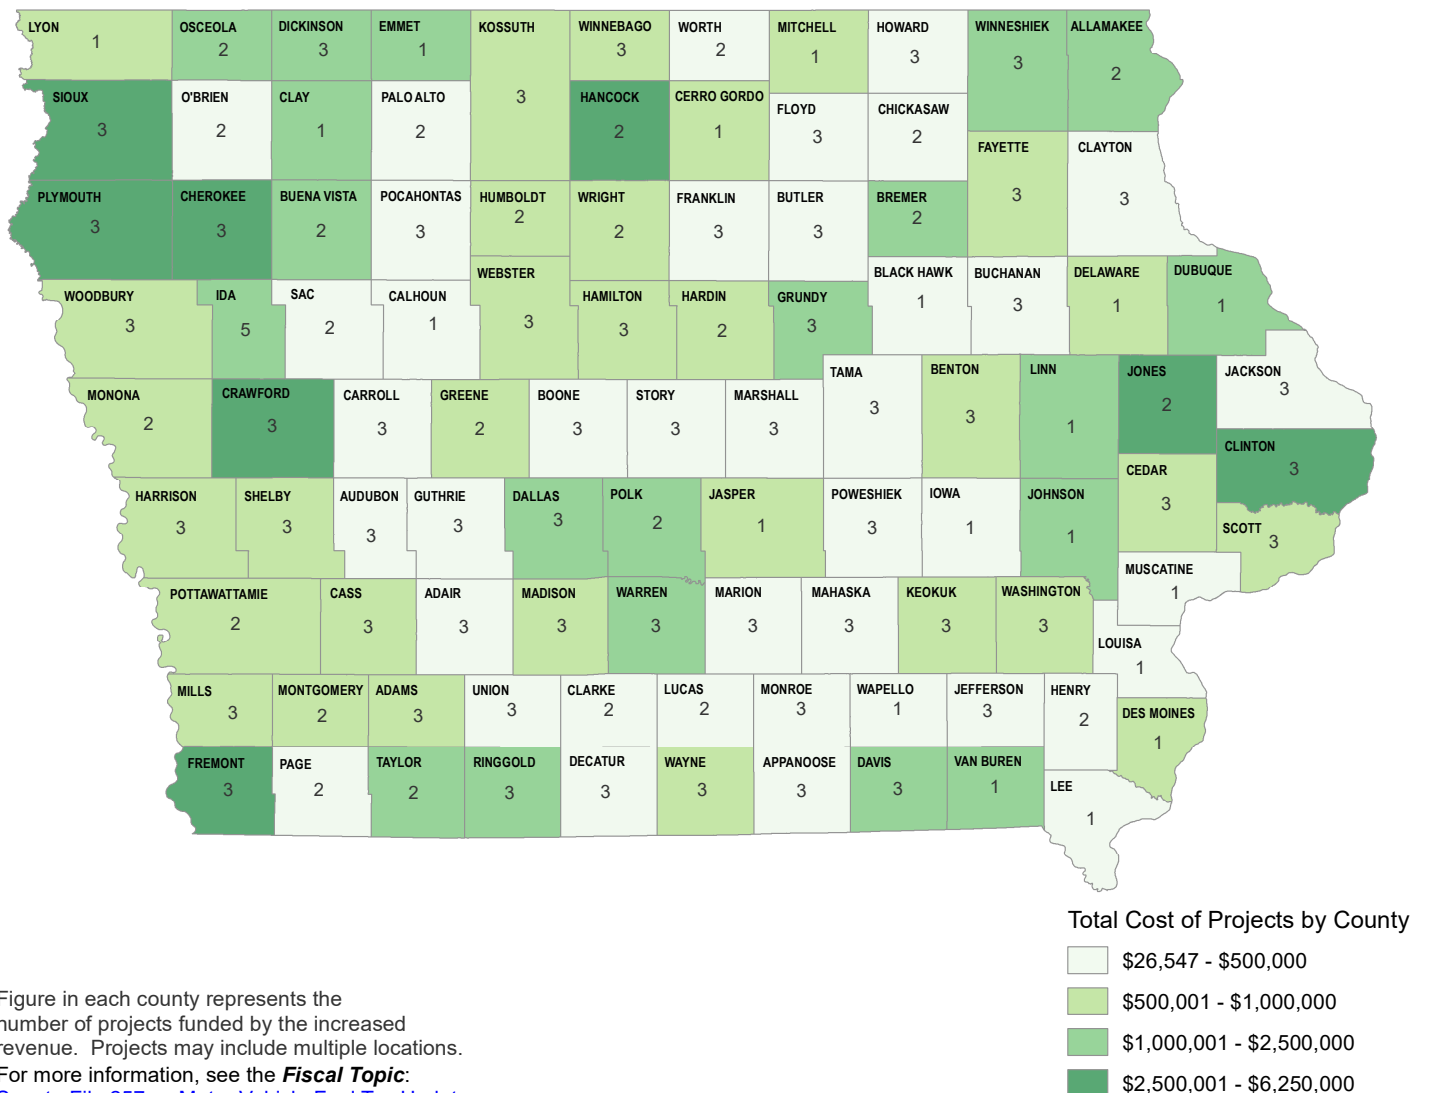 LYON
1
OSCEOLA
2
DICKINSON
3
EMMET
1
KOSSUTH
3
WINNEBAGO
3
WORTH
2
MITCHELL
1
HOWARD
3
WINNESHIEK
3
ALLAMAKEE
2
SIOUX
3
O'BRIEN
2
CLAY
1
PALO ALTO
2
HANCOCK
2
CERRO GORDO
1
FLOYD
3
CHICKASAW
2
FAYETTE
3
CLAYTON
3
PLYMOUTH
3
CHEROKEE
3
BUENA VISTA
2
POCAHONTAS
3
HUMBOLDT
2
WRIGHT
2
FRANKLIN
3
BUTLER
3
BREMER
2
WEBSTER
3
BLACK HAWK
1
BUCHANAN
3
DELAWARE
1
DUBUQUE
1
WOODBURY
3
IDA
5
SAC
2
CALHOUN
1
HAMILTON
3
HARDIN
2
GRUNDY
3
TAMA
3
BENTON
3
LINN
1
JONES
2
JACKSON
3
MONONA
2
CRAWFORD
3
CARROLL
3
GREENE
2
BOONE
3
STORY
3
MARSHALL
3
CLINTON
3
CEDAR
3
HARRISON
3
SHELBY
3
AUDUBON
3
GUTHRIE
3
DALLAS
3
POLK
2
JASPER
1
POWESHIEK
3
IOWA
1
JOHNSON
1
SCOTT
3
MUSCATINE
1
POTTAWATTAMIE
2
CASS
3
ADAIR
3
MADISON
3
WARREN
3
MARION
3
MAHASKA
3
KEOKUK
3
WASHINGTON
3
LOUISA
1
MILLS
3
MONTGOMERY
2
ADAMS
3
UNION
3
CLARKE
2
LUCAS
2
MONROE
3
WAPELLO
1
JEFFERSON
3
HENRY
2
DES MOINES
1
FREMONT
3
PAGE
2
TAYLOR
2
RINGGOLD
3
DECATUR
3
WAYNE
3
APPANOOSE
3
DAVIS
3
VAN BUREN
1
LEE
1
Total Cost of Projects by County
$26,547 - $500,000
$500,001 - $1,000,000
$1,000,001 - $2,500,000
$2,500,001 - $6,250,000
Figure in each county represents the
number of projects funded by the increased
revenue. Projects may include multiple locations.
For more information, see the Fiscal Topic: